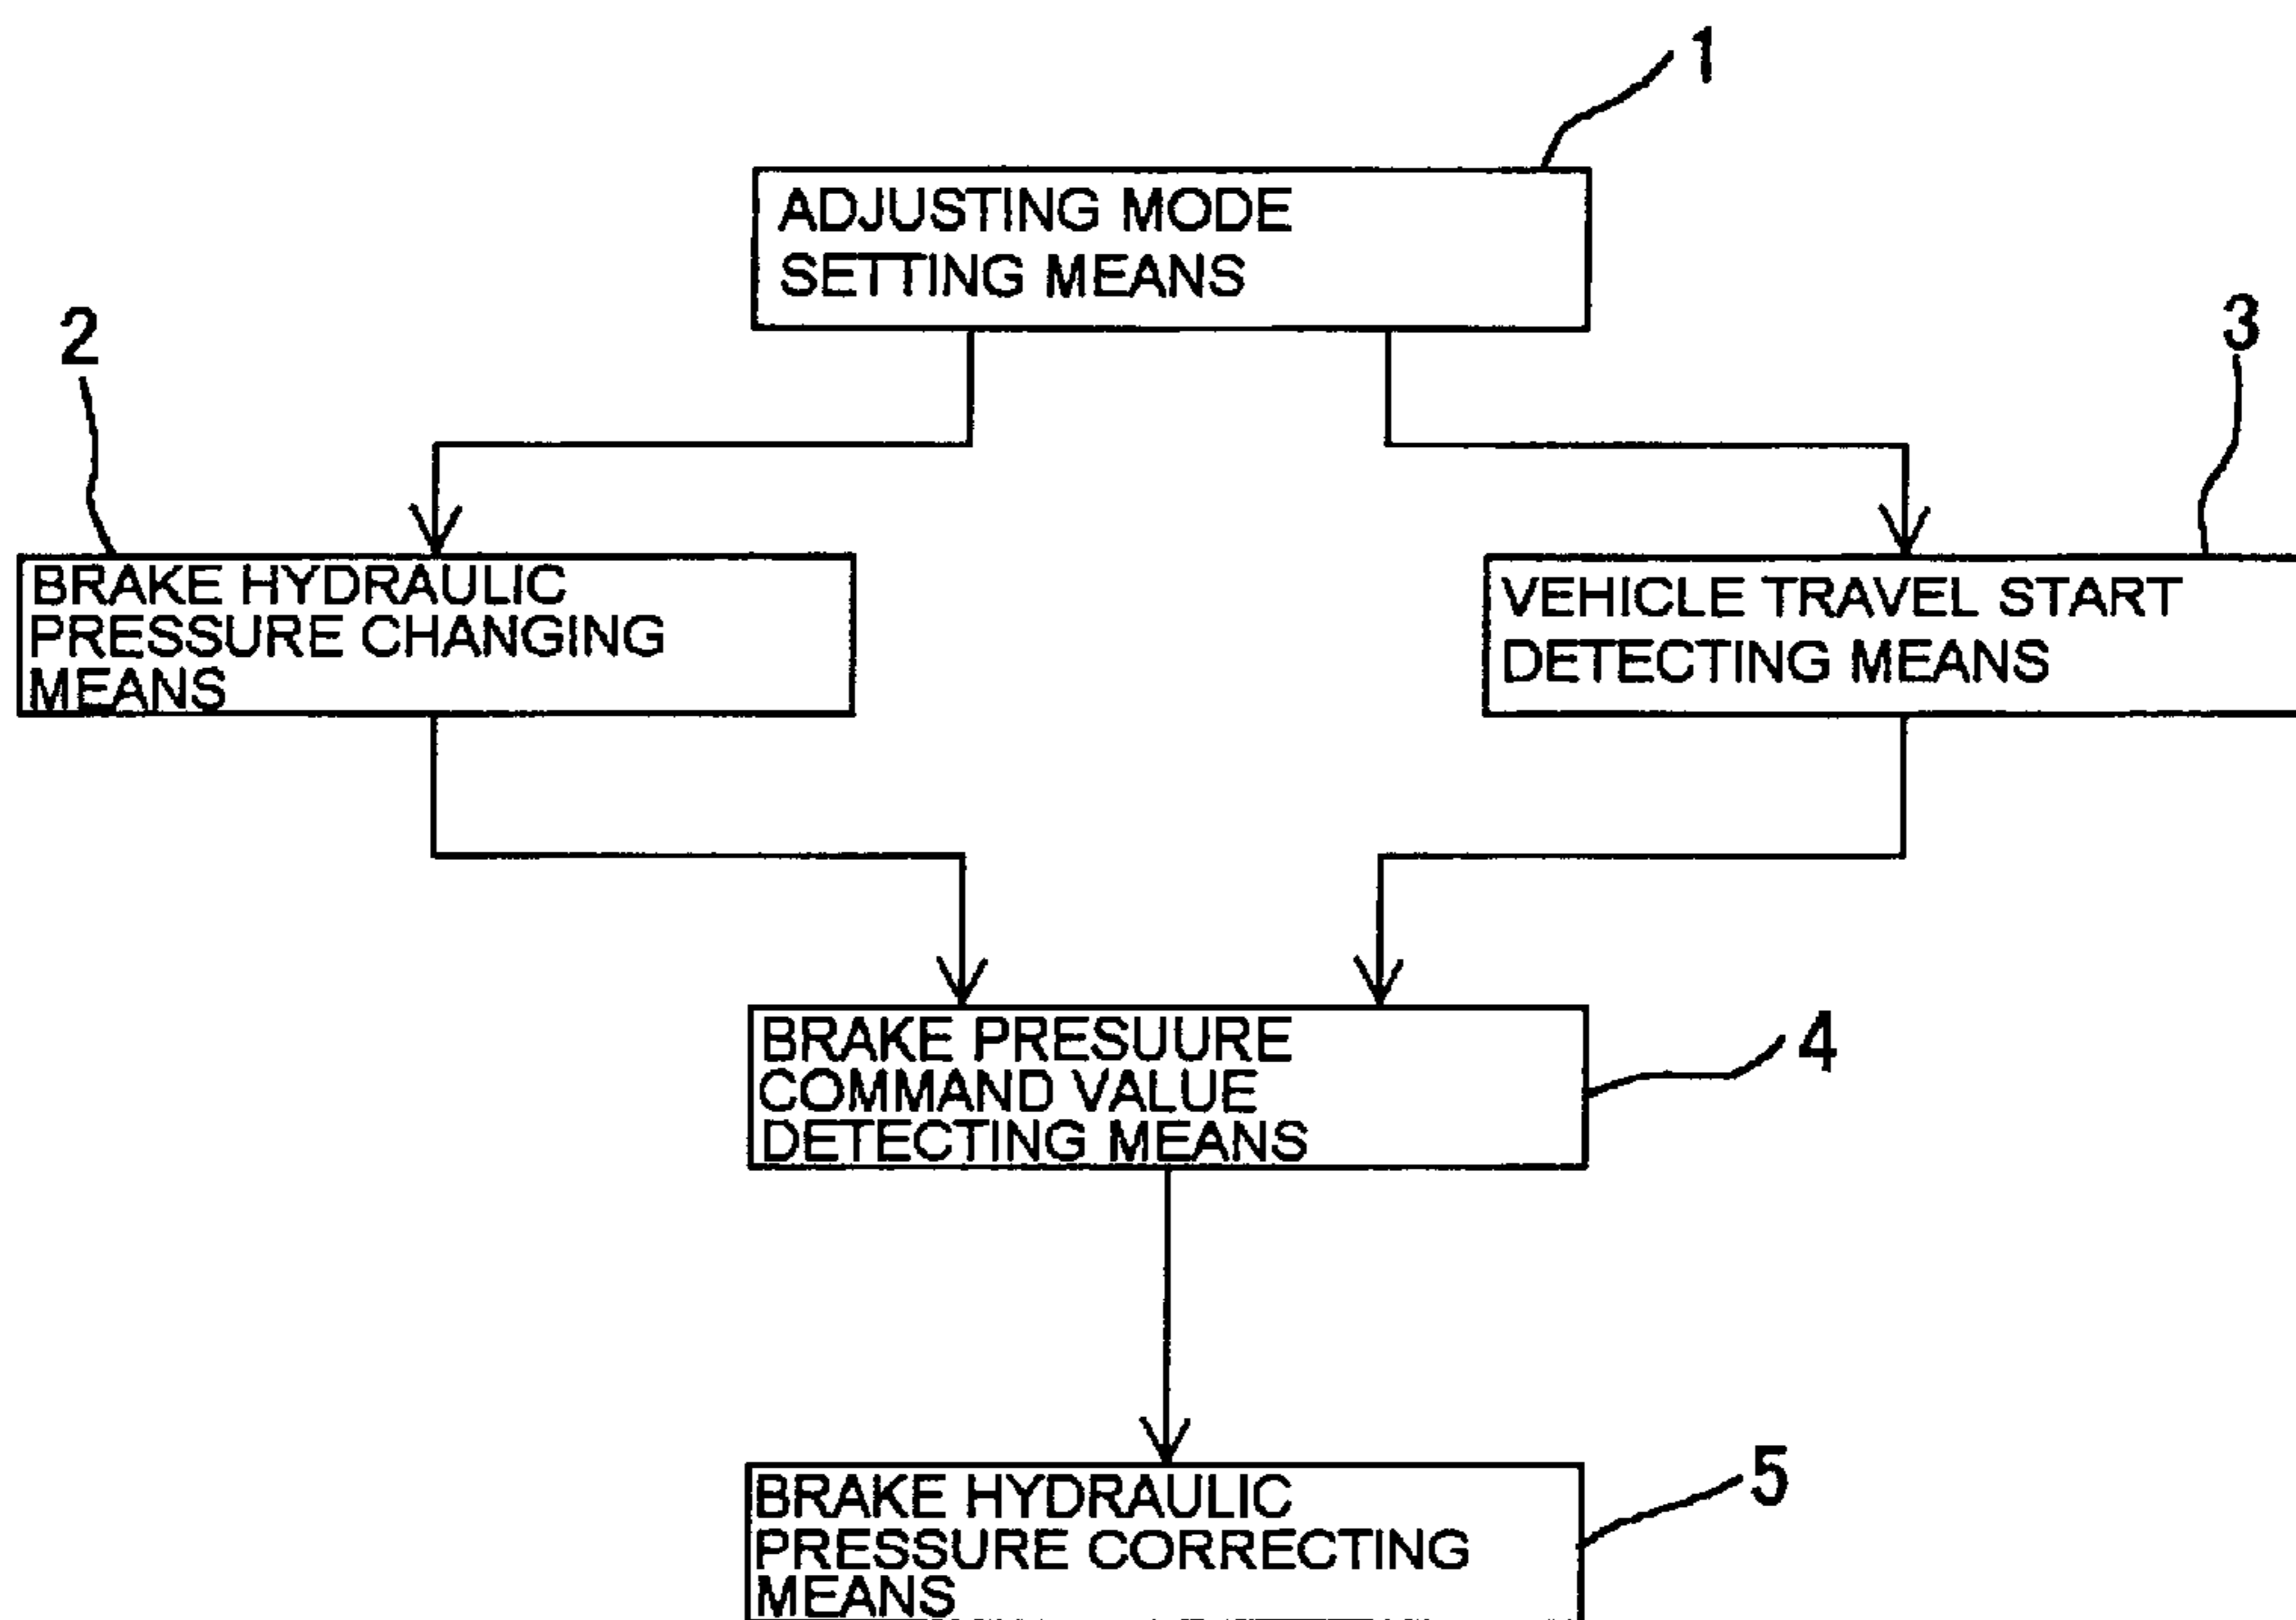 1
ADJUSTING MODE
SETTING MEANS
2
3
BRAKE HYDRAULIC
PRESSURE CHANGING
MEANS
VEHICLE TRAVEL START
DETECTING MEANS
BRAKE PRESUURE
COMMAND VALUE
DETECTING MEANS
4
BRAKE HYDRAULIC
PRESSURE CORRECTING
MEANS
5